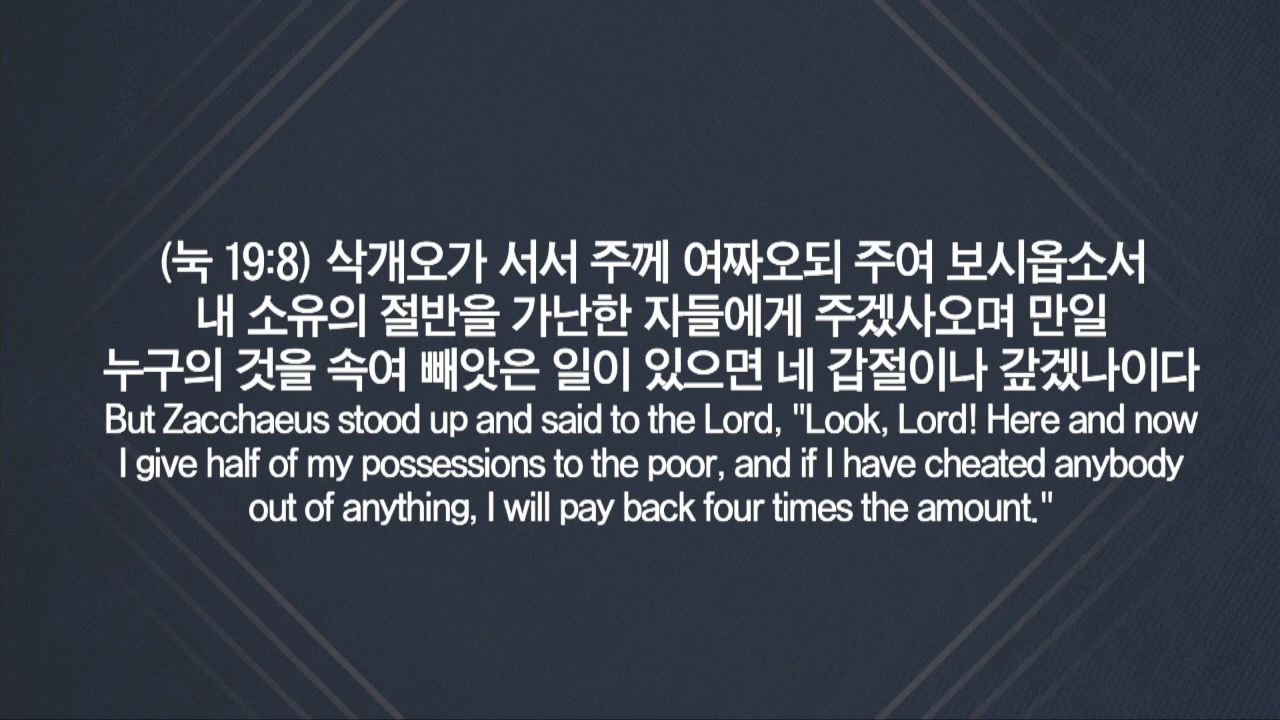 (눅 19:8) 삭개오가 서서 주께 여짜오되 주여 보시옵소서
내 소유의 절반을 가난한 자들에게 주겠사오며 만일
누구의 것을 속여 빼앗은 일이 있으면 네 갑절이나 갚겠나이다
But Zacchaeus stood up and said to the Lord, "Look, Lord! Here and now
I give half of my possessions to the poor, and if I have cheated anybody
out of anything, I will pay back four times the amount."